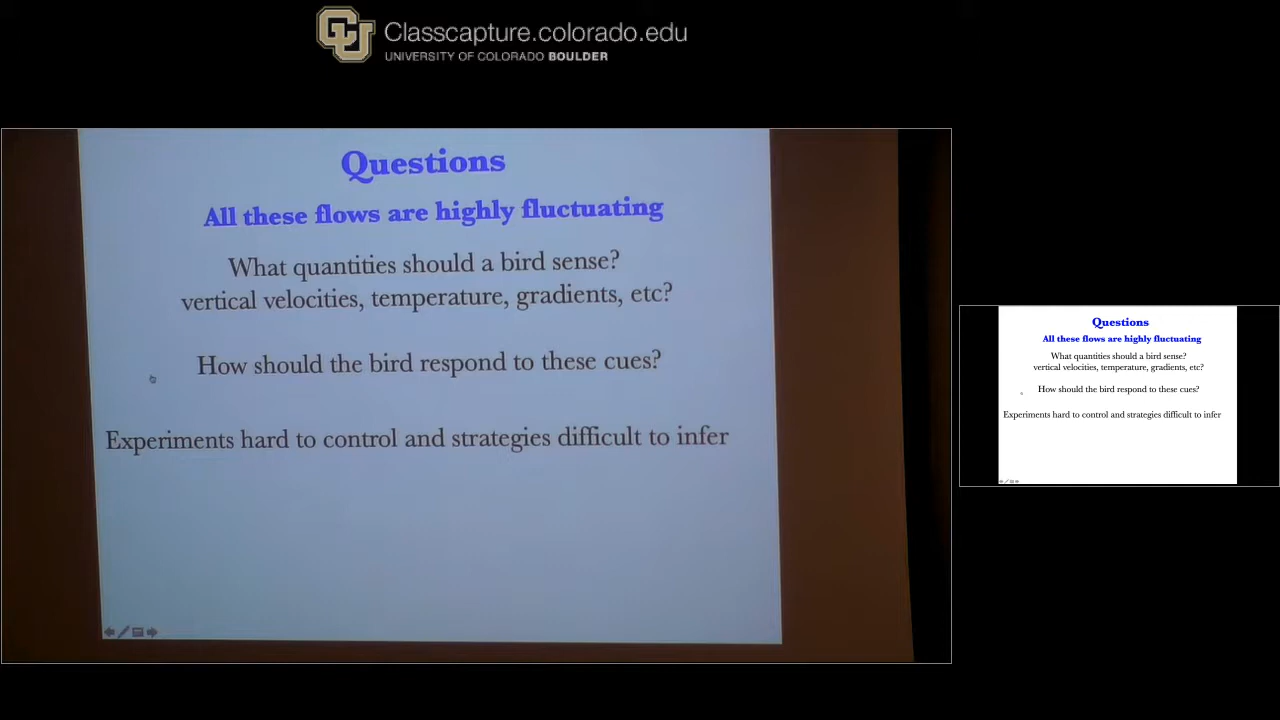 Classcapture.colorado.edu
UNIVERSITY OF COLORADO BOULDER
Questions
All these flows are highly fluctuating
What quantities should a bird sense?
vertical velocities, temperature, gradients, etc?
How should the bird respond to these cues?
Experiments hard to control and strategies difficult to infer
Questions
All these flows are highly fluctuating
What quantities should a bird sense?
vertical velocities, temperature, gradients, etc?
How should the bird respond to these cues?
Experiments hard to control and strategies difficult to infer